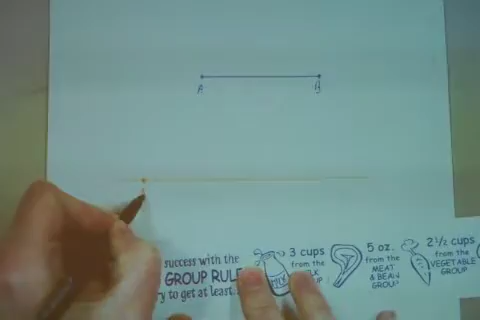 A B
success with the
GROUP RULE
y to get at least..
3 cups
from the
MILK
5 oz.
from the
MEAT
& BEAN
GROUP
2½ cups
from the
VEGETABLE
GROUP
MILK